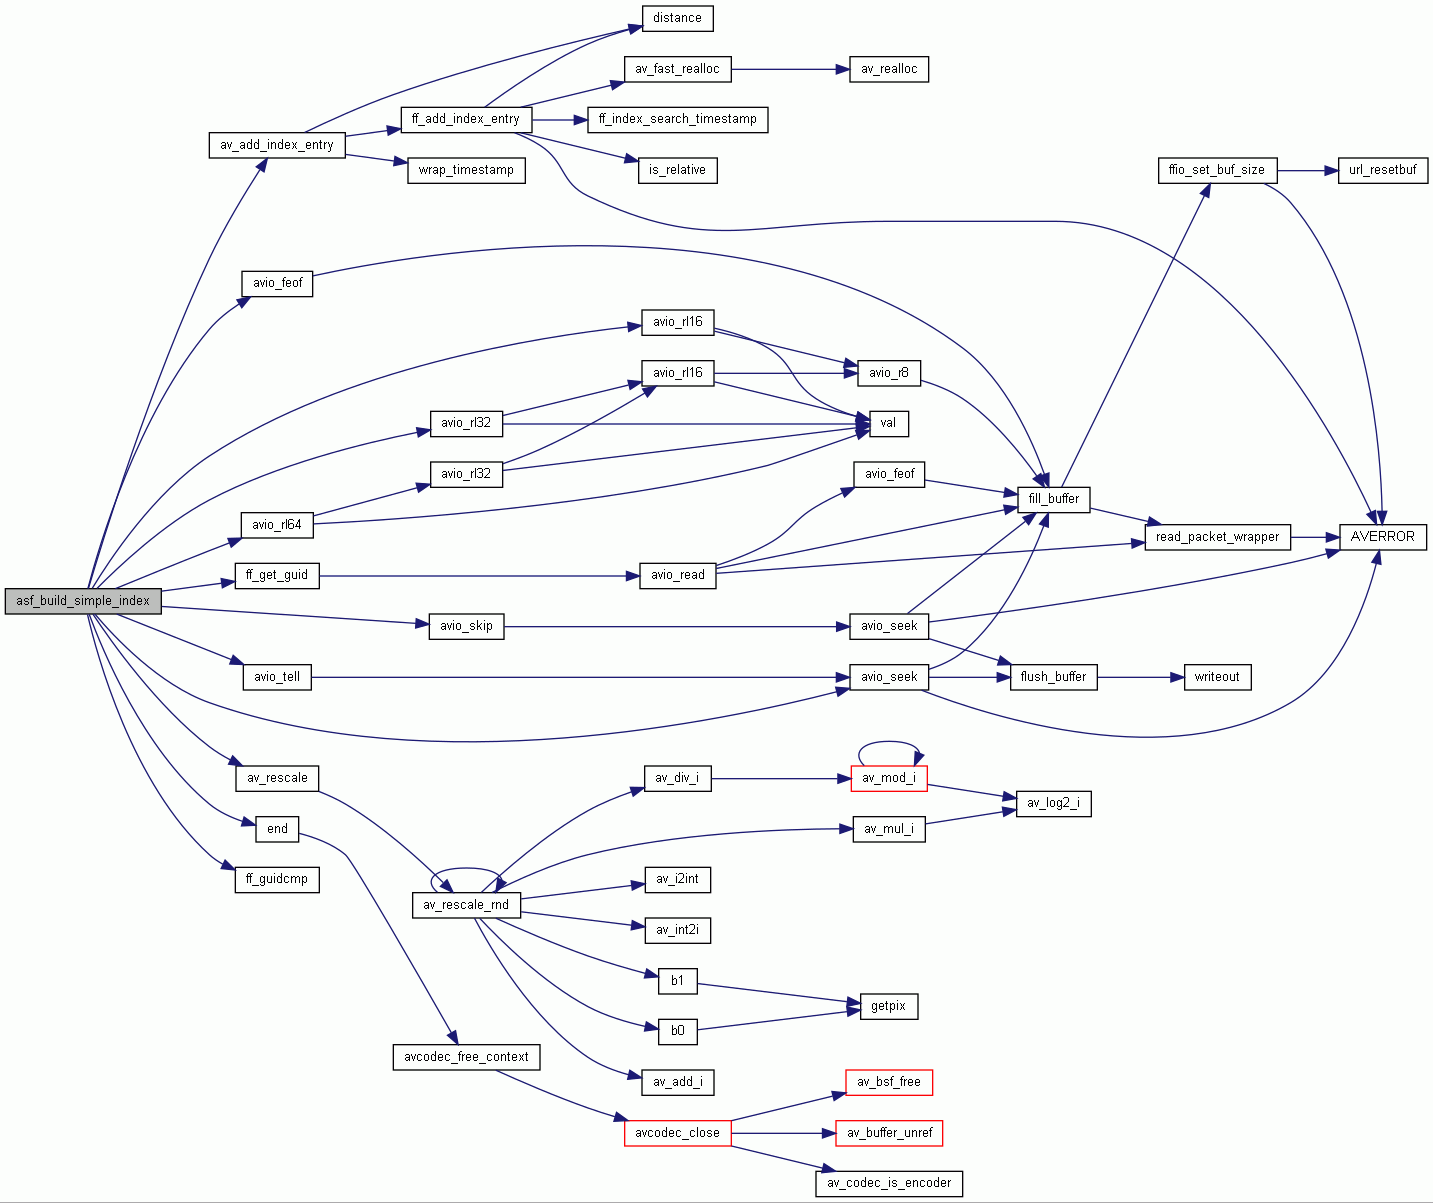 distance
av_fast_realloc
av_realloc
ff_add_index_entry
ff_index_search_timestamp
av_add_index_entry
wrap_timestamp
is_relative
ffio_set_buf_size
url_resetbuf
avio_feof
avio_rl16
avio_rl16
avio_r8
avio_rl32
val
avio_rl32
avio_feof
fill_buffer
avio_rl64
read_packet_wrapper
AVERROR
ff_get_guid
avio_read
asf_build_simple_index
avio_skip
avio_seek
avio_tell
avio_seek
flush_buffer
writeout
av_rescale
av_div_i
av_mod_i
av_log2_i
end
av_mul_i
ff_guidcmp
av_i2int
av_rescale_rnd
av_int2i
b1
getpix
b0
avcodec_free_context
av_add_i
av_bsf_free
avcodec_close
av_buffer_unref
av_codec_is_encoder